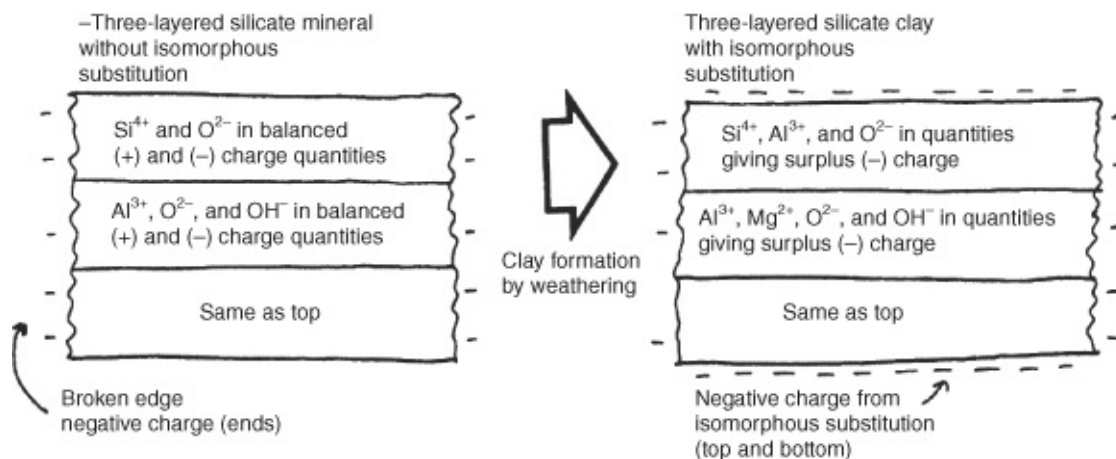 –Three-layered silicate mineral
without isomorphous
substitution
Si⁴⁺ and O²⁻ in balanced
(+) and (–) charge quantities
Al³⁺, O²⁻, and OH⁻ in balanced
(+) and (–) charge quantities
Same as top
Broken edge
negative charge (ends)
Clay formation
by weathering
Three-layered silicate clay
with isomorphous
substitution
Si⁴⁺, Al³⁺, and O²⁻ in quantities
giving surplus (–) charge
Al³⁺, Mg²⁺, O²⁻, and OH⁻ in quantities
giving surplus (–) charge
Same as top
Negative charge from
isomorphous substitution
(top and bottom)